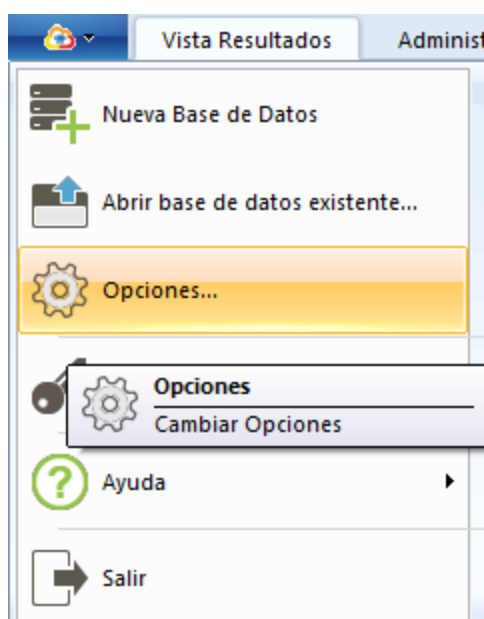 Vista Resultados
Administ
Nueva Base de Datos
Abrir base de datos existente...
Opciones...
Opciones
Cambiar Opciones
Ayuda
Salir